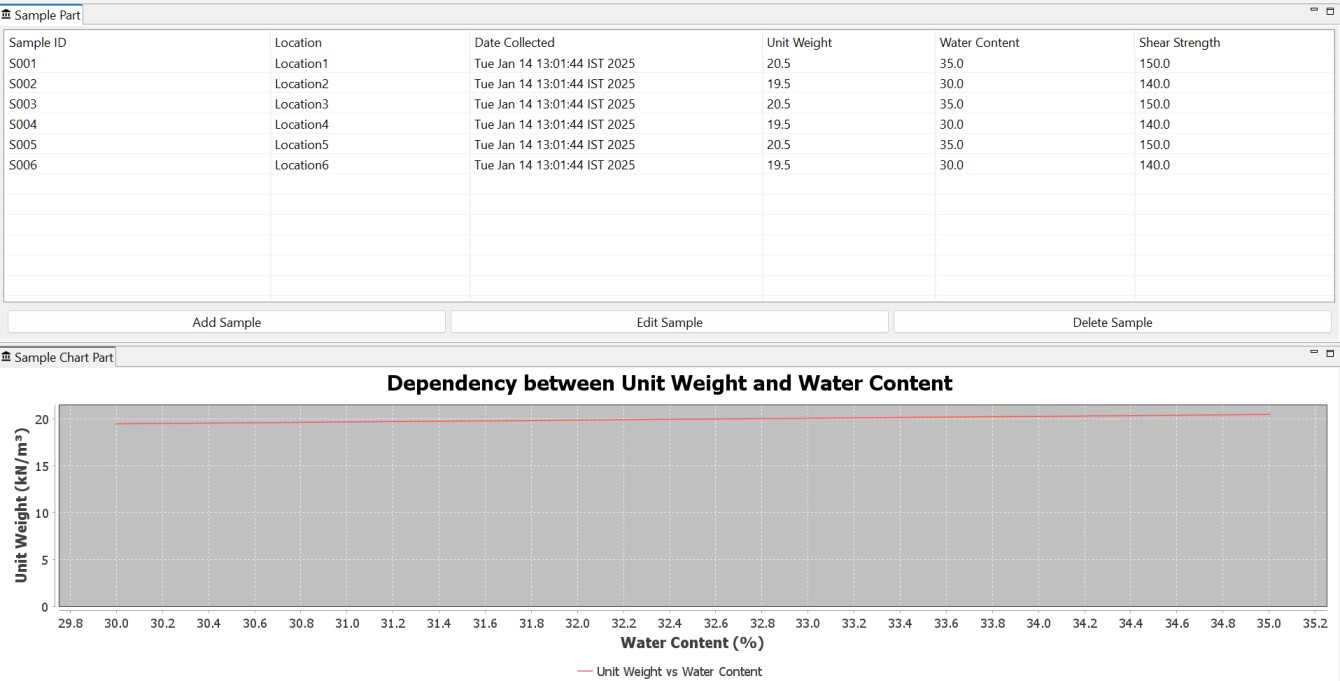 Sample Part
Sample ID Location Date Collected Unit Weight Water Content Shear Strength
S001 Location1 Tue Jan 14 13:01:44 IST 2025 20.5 35.0 150.0
S002 Location2 Tue Jan 14 13:01:44 IST 2025 19.5 30.0 140.0
S003 Location3 Tue Jan 14 13:01:44 IST 2025 20.5 35.0 150.0
S004 Location4 Tue Jan 14 13:01:44 IST 2025 19.5 30.0 140.0
S005 Location5 Tue Jan 14 13:01:44 IST 2025 20.5 35.0 150.0
S006 Location6 Tue Jan 14 13:01:44 IST 2025 19.5 30.0 140.0
Add Sample Edit Sample Delete Sample
Sample Chart Part
Dependency between Unit Weight and Water Content
Unit Weight (kN/m³)
20
15
10
5
0
29.8 30.0 30.2 30.4 30.6 30.8 31.0 31.2 31.4 31.6 31.8 32.0 32.2 32.4 32.6 32.8 33.0 33.2 33.4 33.6 33.8 34.0 34.2 34.4 34.6 34.8 35.0 35.2
Water Content (%)
Unit Weight vs Water Content